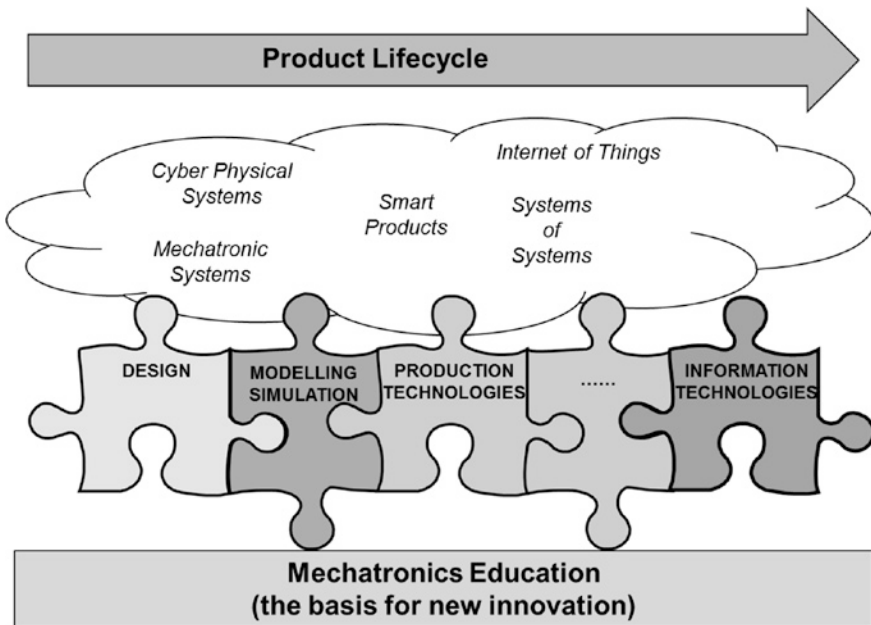 Product Lifecycle
Cyber Physical
Systems
Internet of Things
Smart
Products
Systems
of
Systems
Mechatronic
Systems
DESIGN
MODELLING
SIMULATION
PRODUCTION
TECHNOLOGIES
......
INFORMATION
TECHNOLOGIES
Mechatronics Education
(the basis for new innovation)